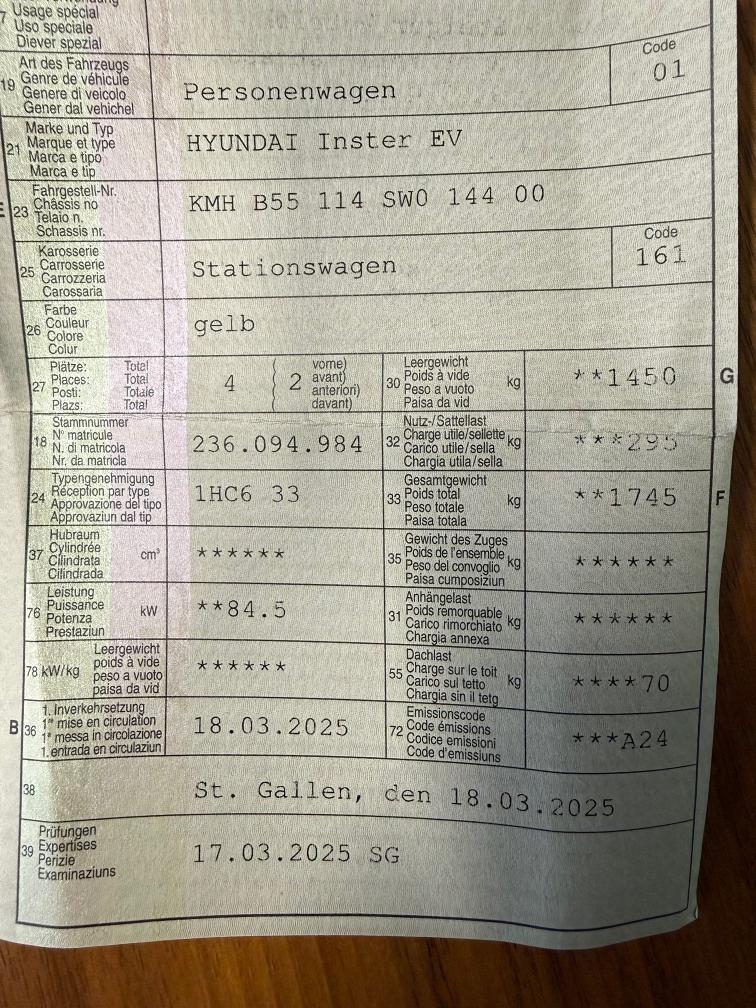 17 Usage spécial
Uso speciale
Diever spezial
19 Art des Fahrzeugs
Genre de véhicule
Genere di veicolo
Gener dal vehichel
Personenwagen
Code
01
21 Marke und Typ
Marque et type
Marca e tipo
Marca e tip
HYUNDAI Inster EV
E 23 Fahrgestell-Nr.
Châssis no
Telaio n.
Schassis nr.
KMH B55 114 SW0 144 00
25 Karosserie
Carrosserie
Carrozzeria
Carossaria
Stationswagen
Code
161
26 Farbe
Couleur
Colore
Colur
gelb
27 Plätze: Total
Places: Total
Posti: Totale
Plazs: Total
4 ( 2 vorne)
avant)
anteriori)
davant)
30 Leergewicht
Poids à vide
Peso a vuoto
Paisa da vid
kg
**1450
G
18 Stammnummer
N° matricule
N. di matricola
Nr. da matricla
236.094.984
32 Nutz-/Sattellast
Charge utile/sellette
Carico utile/sella
Chargia utila/sella
kg
***295
24 Typengenehmigung
Réception par type
Approvazione del tipo
Approvaziun dal tip
1HC6 33
33 Gesamtgewicht
Poids total
Peso totale
Paisa totala
kg
**1745
F
37 Hubraum
Cylindrée
Cilindrata
Cilindrada
cm³
******
35 Gewicht des Zuges
Poids de l'ensemble
Peso del convoglio
Paisa cumposiziun
kg
******
76 Leistung
Puissance
Potenza
Prestaziun
kW
**84.5
31 Anhängelast
Poids remorquable
Carico rimorchiato
Chargia annexa
kg
******
78 kW/kg Leergewicht
poids à vide
peso a vuoto
paisa da vid
******
55 Dachlast
Charge sur le toit
Carico sul tetto
Chargia sin il tetg
kg
****70
B 36 1. Inverkehrsetzung
1re mise en circulation
1a messa in circolazione
1. entrada en circulaziun
18.03.2025
72 Emissionscode
Code émissions
Codice emissioni
Code d'emissiuns
***A24
38
St. Gallen, den 18.03.2025
39 Prüfungen
Expertises
Perizie
Examinaziuns
17.03.2025 SG